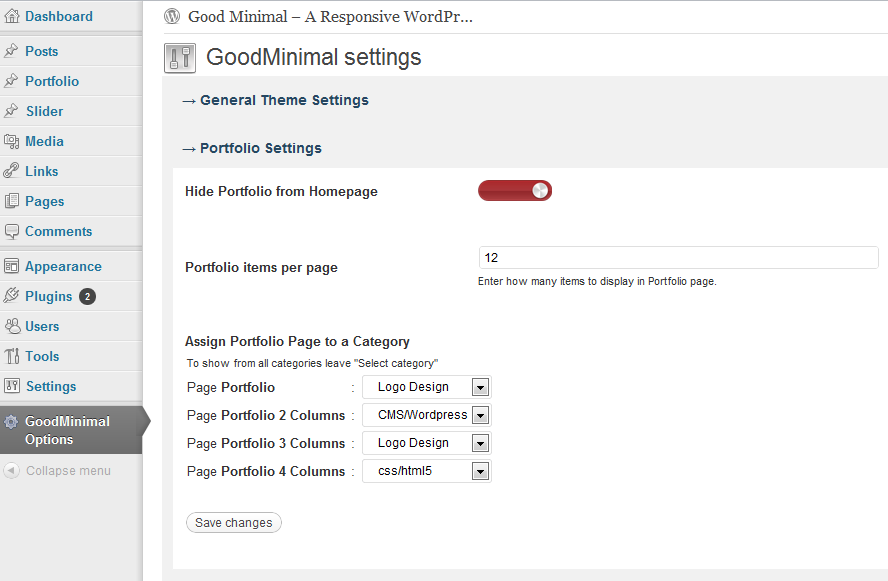 Dashboard
Posts
Portfolio
Slider
Media
Links
Pages
Comments
Appearance
Plugins 2
Users
Tools
Settings
GoodMinimal
Options
Collapse menu
Good Minimal – A Responsive WordPr...
GoodMinimal settings
→ General Theme Settings
→ Portfolio Settings
Hide Portfolio from Homepage
Portfolio items per page
12
Enter how many items to display in Portfolio page.
Assign Portfolio Page to a Category
To show from all categories leave "Select category"
Page Portfolio : Logo Design
Page Portfolio 2 Columns : CMS/Wordpress
Page Portfolio 3 Columns : Logo Design
Page Portfolio 4 Columns : css/html5
Save changes